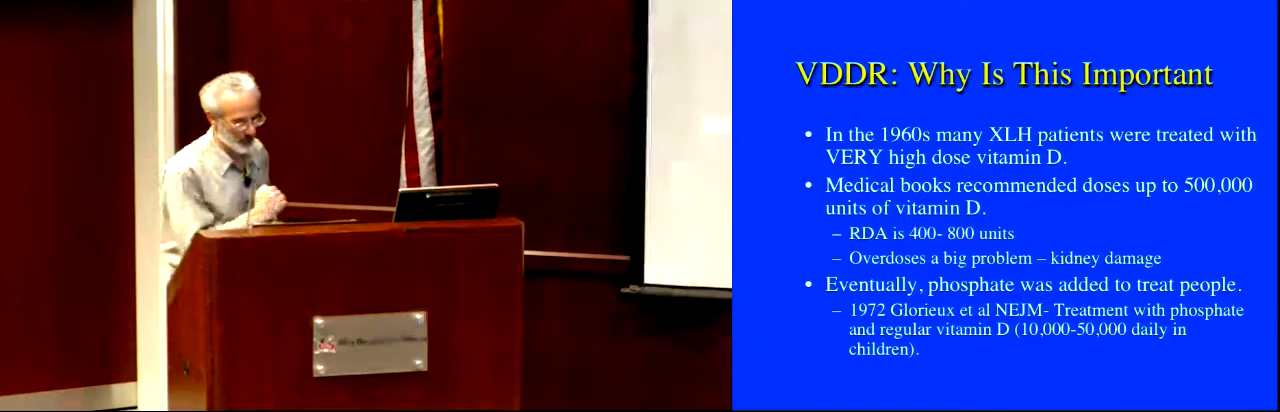 VDDR: Why Is This Important
• In the 1960s many XLH patients were treated with
VERY high dose vitamin D.
• Medical books recommended doses up to 500,000
units of vitamin D.
– RDA is 400- 800 units
– Overdoses a big problem – kidney damage
• Eventually, phosphate was added to treat people.
– 1972 Glorieux et al NEJM- Treatment with phosphate
and regular vitamin D (10,000-50,000 daily in
children).